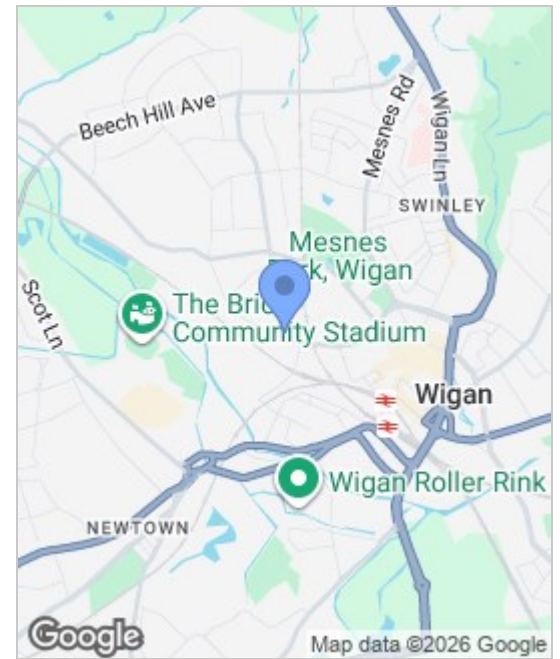 Beech Hill Ave
Mesnes Rd
Wigan Ln
SWINLEY
Mesnes
Park, Wigan
Scot Ln
The Brick
Community Stadium
Wigan
Wigan Roller Rink
NEWTOWN
Google
Map data ©2026 Google